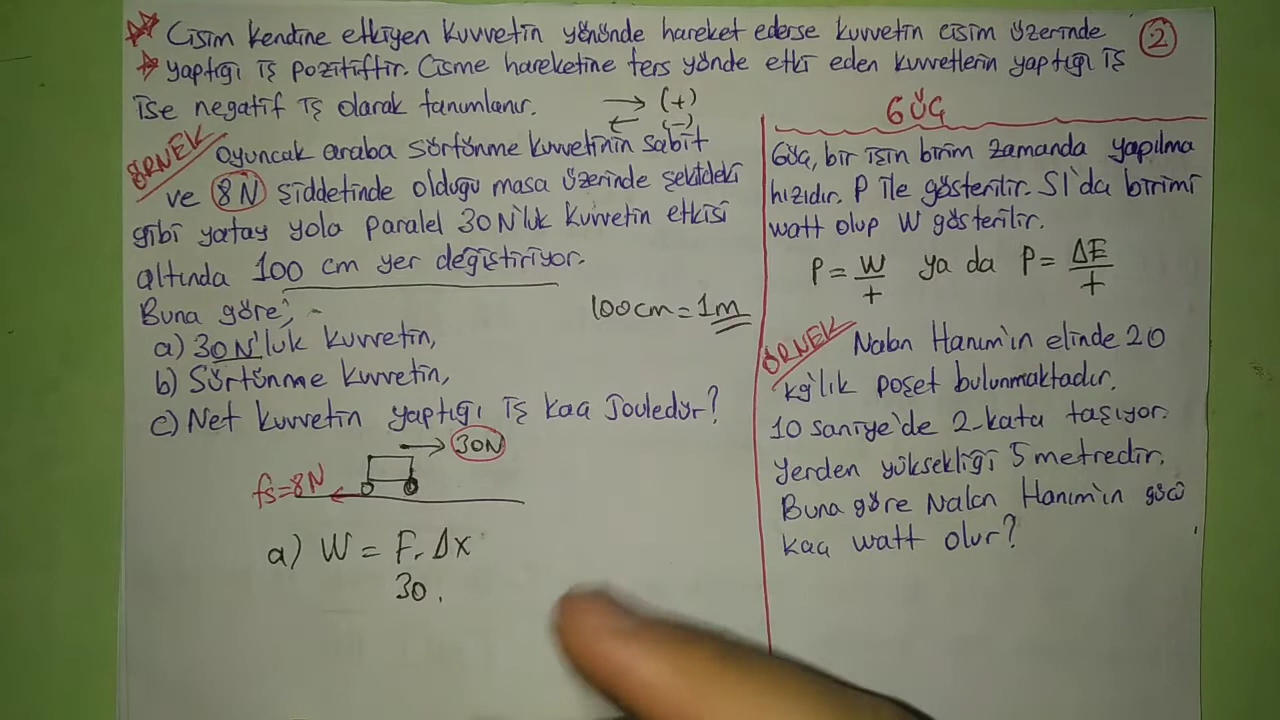 Cisim kendine etkiyen kuvvetin yönünde hareket ederse kuvvetin cisim üzerinde
yaptığı iş pozitiftir. Cisme hareketine ters yönde etki eden kuvvetlerin yaptığı iş
ise negatif iş olarak tanımlanır.
→ (+)
← (-)
2
ÖRNEK
Oyuncak araba sürtünme kuvvetinin sabit
ve 8N şiddetinde olduğu masa üzerinde şekildeki
gibi yatay yola paralel 30 N'luk kuvvetin etkisi
altında 100 cm yer değiştiriyor.
Buna göre;
100cm = 1m
a) 30 N'luk kuvvetin,
b) Sürtünme kuvvetin,
c) Net kuvvetin yaptığı iş kaç Jouledur?
30N
fs=8N
a) W = F. Δx
30 .
GÜÇ
Güç, bir işin birim zamanda yapılma
hızıdır. P ile gösterilir. SI'da birimi
watt olup W gösterilir.
P = W/t ya da P = ΔE/t
ÖRNEK
Nalan Hanım'ın elinde 20
kg'lık poşet bulunmaktadır.
10 saniye'de 2.kata taşıyor.
Yerden yüksekliği 5 metredir.
Buna göre Nalan Hanım'ın gücü
kaç watt olur?